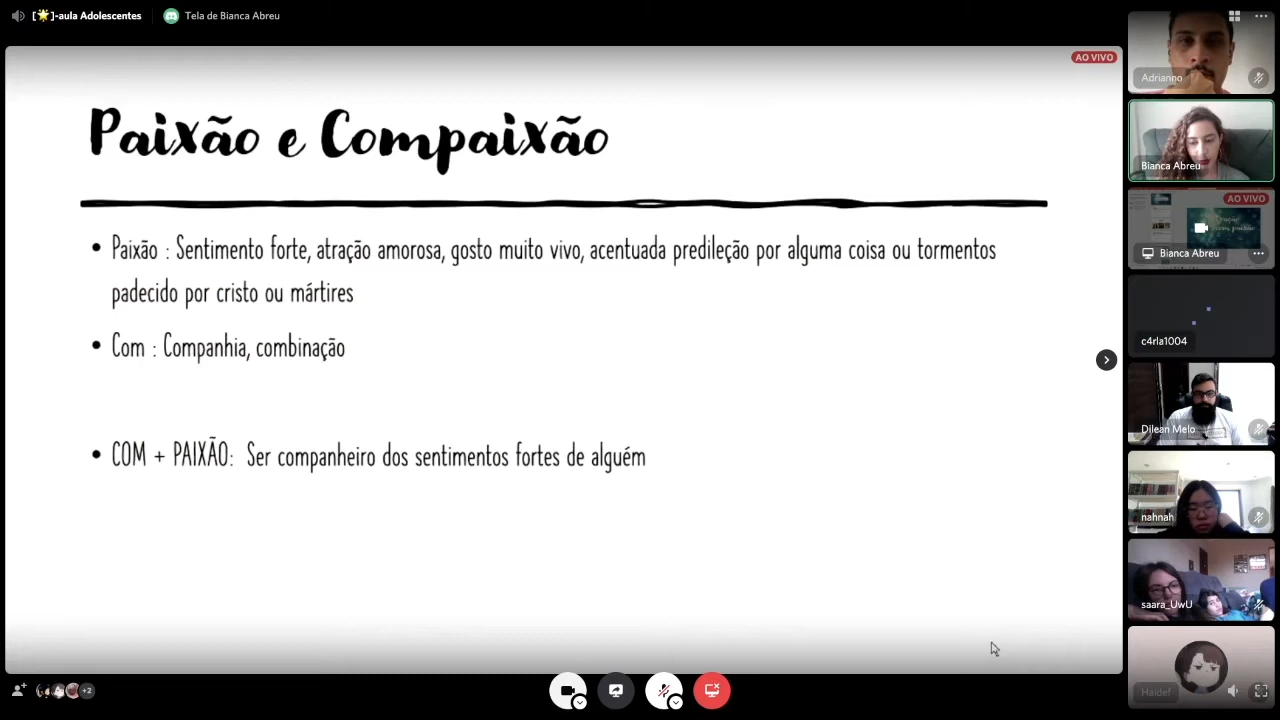 [🌟]-aula Adolescentes
Tela de Bianca Abreu
AO VIVO
Paixão e Compaixão
• Paixão : Sentimento forte, atração amorosa, gosto muito vivo, acentuada predileção por alguma coisa ou tormentos
padecido por cristo ou mártires
• Com : Companhia, combinação
• COM + PAIXÃO: Ser companheiro dos sentimentos fortes de alguém
Adrianno
Bianca Abreu
AO VIVO
Bianca Abreu
c4rla1004
Dilean Melo
nahnah
saara_UwU
Haidef
+2